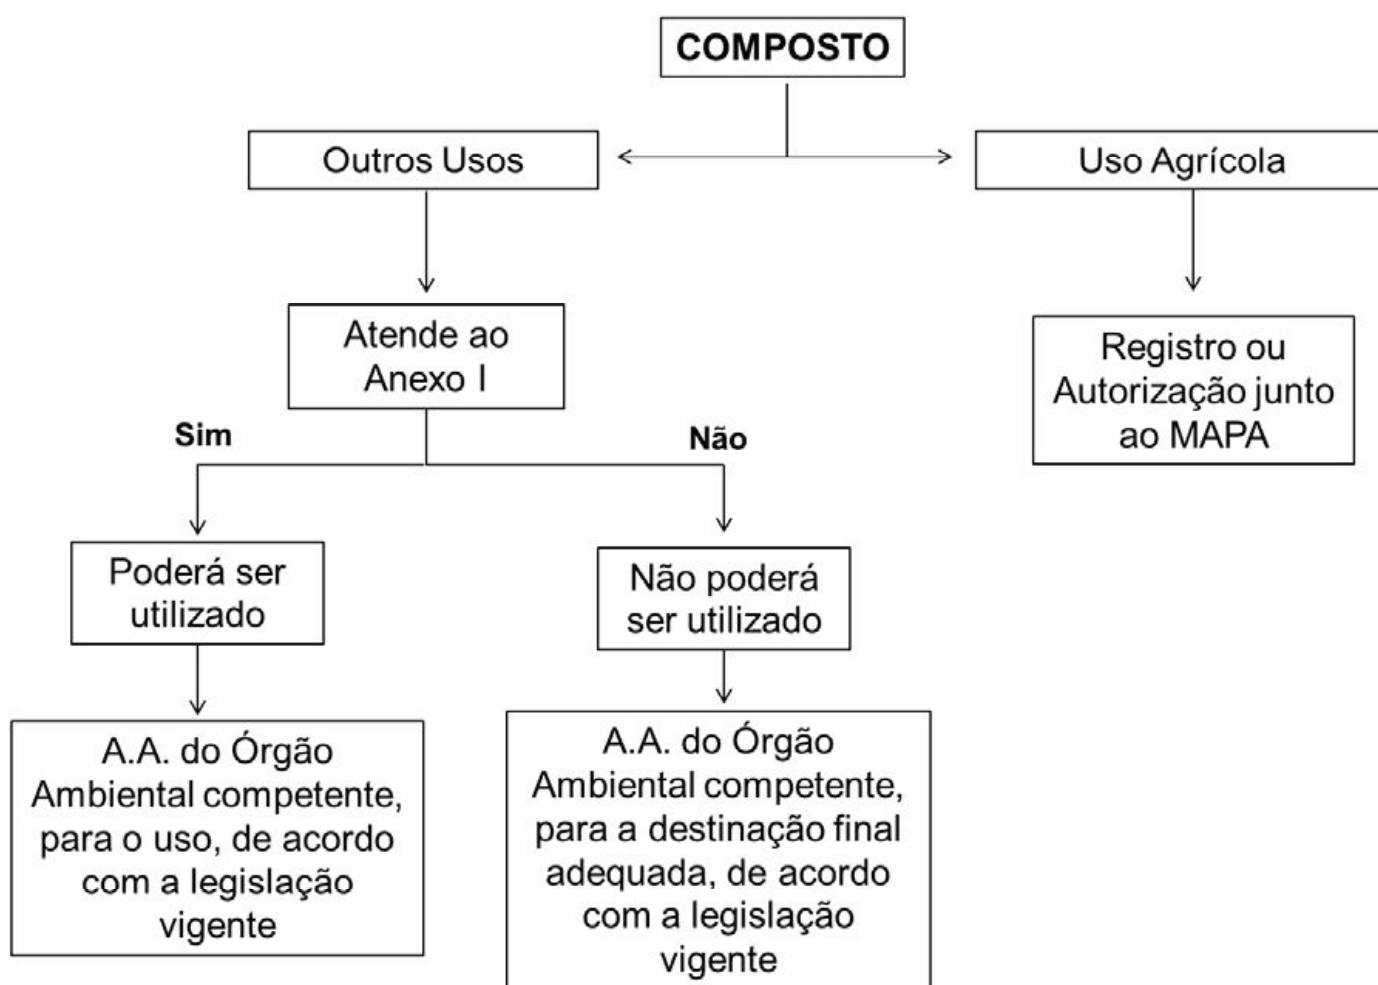 COMPOSTO
Outros Usos
Uso Agrícola
Atende ao
Anexo I
Registro ou
Autorização junto
ao MAPA
Sim
Não
Poderá ser
utilizado
Não poderá
ser utilizado
A.A. do Órgão
Ambiental competente,
para o uso, de acordo
com a legislação
vigente
A.A. do Órgão
Ambiental competente,
para a destinação final
adequada, de acordo
com a legislação
vigente